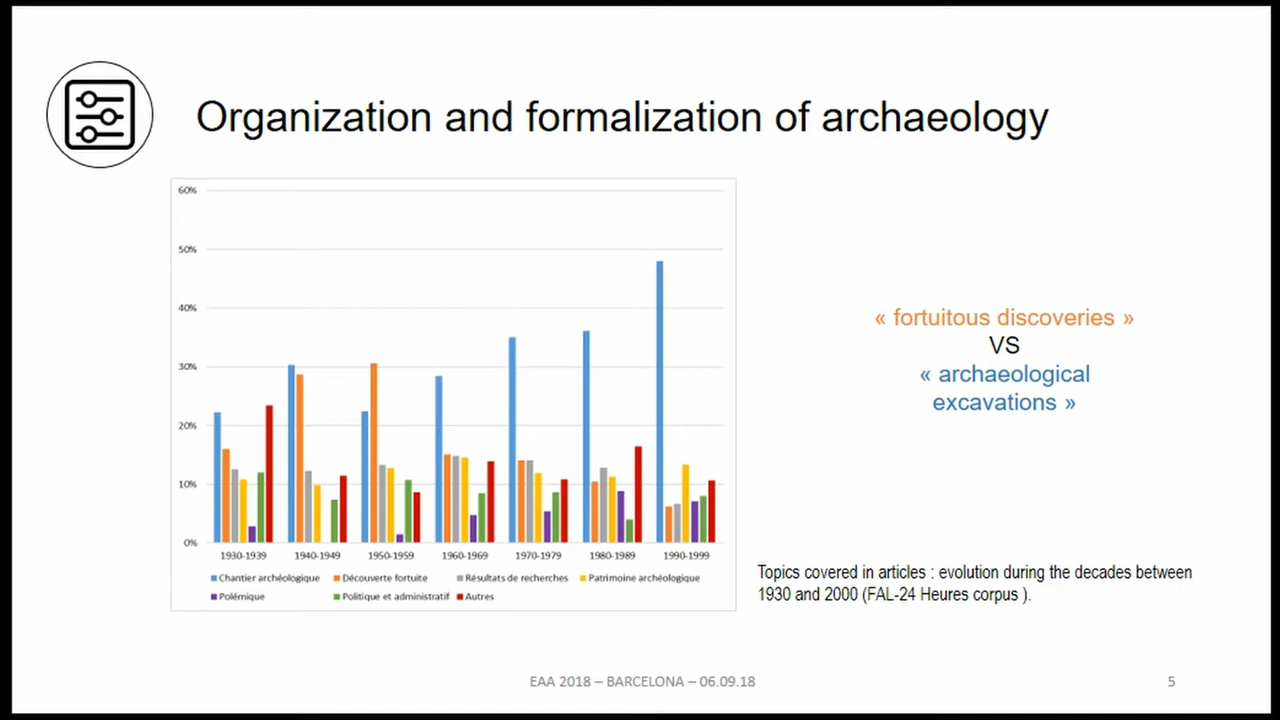 Organization and formalization of archaeology
60%
50%
40%
30%
20%
10%
0%
1930-1939 1940-1949 1950-1959 1960-1969 1970-1979 1980-1989 1990-1999
Chantier archéologique Découverte fortuite Résultats de recherches Patrimoine archéologique
Polémique Politique et administratif Autres
« fortuitous discoveries »
VS
« archaeological
excavations »
Topics covered in articles : evolution during the decades between
1930 and 2000 (FAL-24 Heures corpus ).
EAA 2018 – BARCELONA – 06.09.18
5